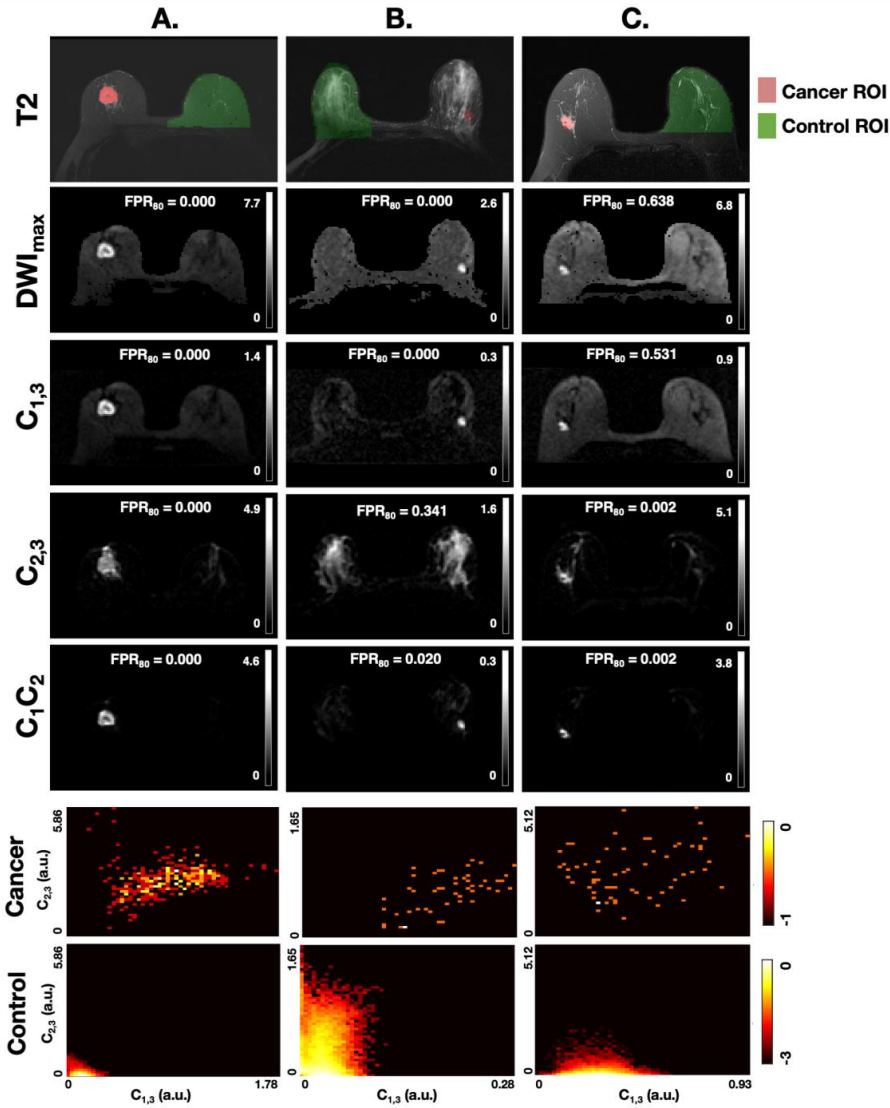 A. B. C.
T2
Cancer ROI
Control ROI
DWImax
FPR80 = 0.000 7.7
0
FPR80 = 0.000 2.6
0
FPR80 = 0.638 6.8
0
C1,3
FPR80 = 0.000 1.4
0
FPR80 = 0.000 0.3
0
FPR80 = 0.531 0.9
0
C2,3
FPR80 = 0.000 4.9
0
FPR80 = 0.341 1.6
0
FPR80 = 0.002 5.1
0
C1C2
FPR80 = 0.000 4.6
0
FPR80 = 0.020 0.3
0
FPR80 = 0.002 3.8
0
Cancer
C2,3 (a.u.)
0 5.86
0 1.65
0 5.12
0
-1
Control
C2,3 (a.u.)
0 5.86
0 1.65
0 5.12
0
-3
0 1.78
0 0.28
0 0.93
C1,3 (a.u.) C1,3 (a.u.) C1,3 (a.u.)